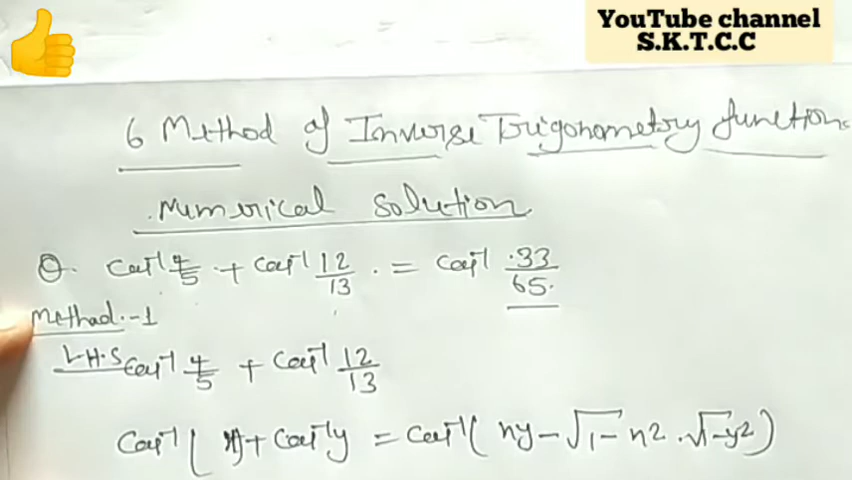 YouTube channel
S.K.T.C.C
6 Method of Inverse Trigonometry function
Numerical solution
Q. cos⁻¹ 4/5 + cos⁻¹ 12/13 . = cos⁻¹ .33/65.
Method.-1
L.H.S cos⁻¹ 4/5 + cos⁻¹ 12/13
cos⁻¹(x) + cos⁻¹y = cos⁻¹(xy - √1-x2 . √1-y2)